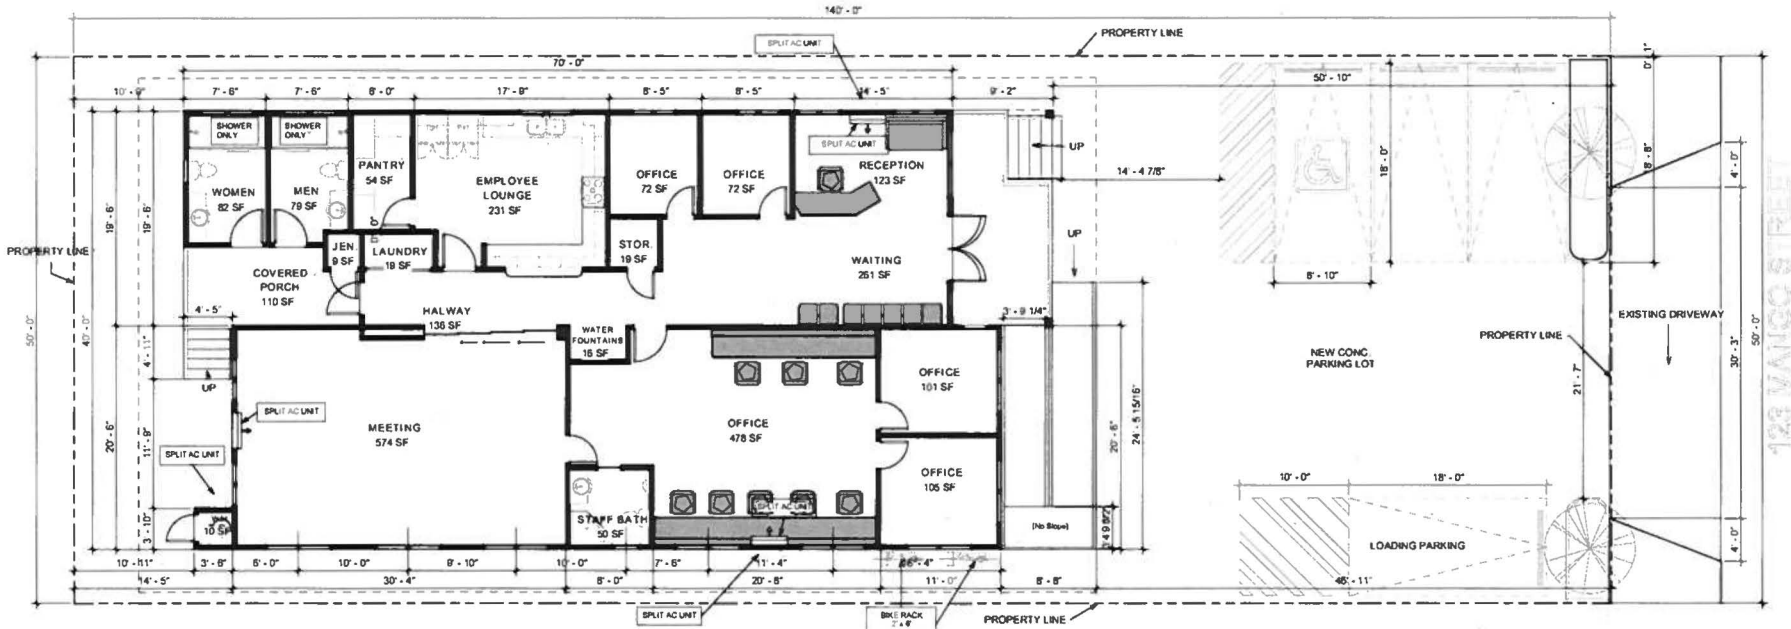 140' - 0"
PROPERTY LINE
SPLIT AC UNIT
70' - 0"
50' - 10"
10' - 9"
7' - 6"
7' - 6"
6' - 0"
17' - 9"
8' - 5"
8' - 5"
14' - 5"
9' - 2"
SHOWER
ONLY
SHOWER
ONLY
SPLIT AC UNIT
UP
PANTRY
54 SF
EMPLOYEE
LOUNGE
231 SF
OFFICE
72 SF
OFFICE
72 SF
RECEPTION
123 SF
14' - 4 7/8"
18' - 0"
4' - 0"
WOMEN
82 SF
MEN
79 SF
19' - 6"
19' - 6"
PROPERTY LINE
JEN.
9 SF
LAUNDRY
19 SF
STOR.
19 SF
WAITING
261 SF
UP
8' - 10"
COVERED
PORCH
110 SF
4' - 5"
HALWAY
136 SF
3' - 9 1/4"
EXISTING DRIVEWAY
50' - 0"
40' - 0"
50' - 0"
WATER
FOUNTAINS
16 SF
PROPERTY LINE
NEW CONC.
PARKING LOT
4' - 11"
UP
OFFICE
101 SF
30' - 3"
21' - 7"
SPLIT AC UNIT
MEETING
574 SF
OFFICE
478 SF
123 WANCC STREET
20' - 6"
11' - 9"
20' - 6"
24' - 5 15/16"
SPLIT AC UNIT
OFFICE
105 SF
10' - 0"
18' - 0"
SPLIT AC UNIT
STAFF BATH
50 SF
10 SF
3' - 10"
[No Slope]
LOADING PARKING
4' - 0"
10' - 11"
3' - 6"
6' - 0"
10' - 0"
9' - 10"
10' - 0"
7' - 6"
11' - 4"
14' - 5"
30' - 4"
8' - 0"
20' - 8"
11' - 0"
8' - 8"
46' - 11"
SPLIT AC UNIT
BIKE RACK
2' x 6'
PROPERTY LINE